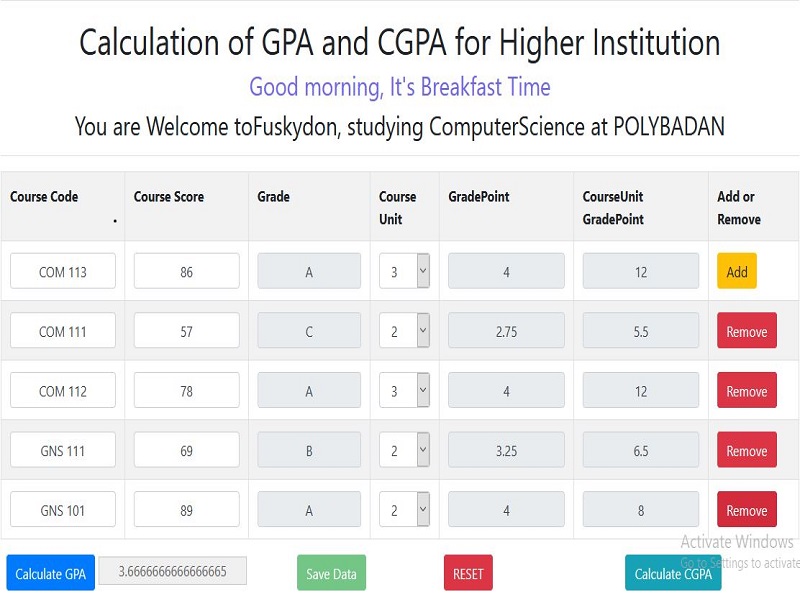 Calculation of GPA and CGPA for Higher Institution
Good morning, It's Breakfast Time
You are Welcome toFuskydon, studying ComputerScience at POLYBADAN
Course Code Course Score Grade Course Unit GradePoint CourseUnit GradePoint Add or Remove
COM 113 86 A 3 4 12 Add
COM 111 57 C 2 2.75 5.5 Remove
COM 112 78 A 3 4 12 Remove
GNS 111 69 B 2 3.25 6.5 Remove
GNS 101 89 A 2 4 8 Remove
Calculate GPA 3.6666666666666665 Save Data RESET Calculate CGPA
Activate Windows
Go to Settings to activate